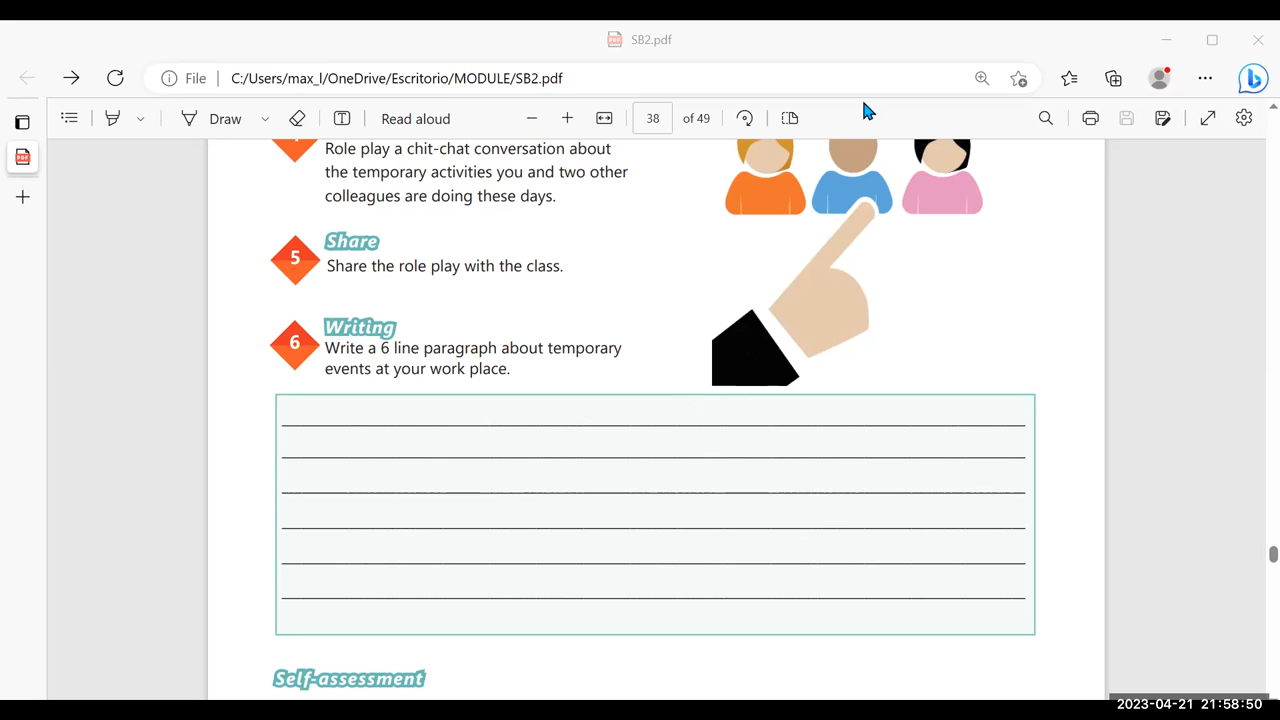 SB2.pdf
File
C:/Users/max_l/OneDrive/Escritorio/MODULE/SB2.pdf
Draw
Read aloud
38
of 49
Role play a chit-chat conversation about
the temporary activities you and two other
colleagues are doing these days.
5
Share
Share the role play with the class.
6
Writing
Write a 6 line paragraph about temporary
events at your work place.
Self-assessment
2023-04-21 21:58:50